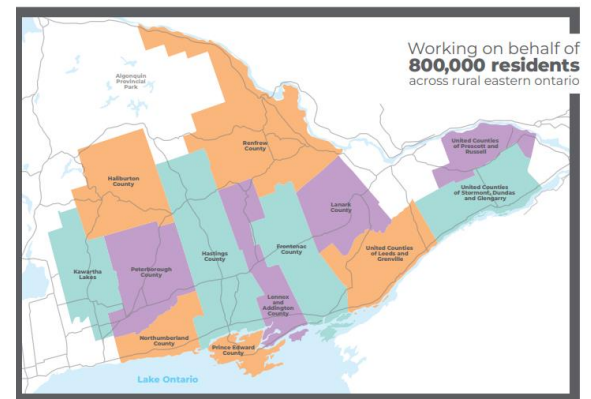 Working on behalf of
800,000 residents
across rural eastern ontario
Algonquin
Provincial
Park
Renfrew
County
United Counties
of Prescott and
Russell
Haliburton
County
United Counties
of Stormont, Dundas
and Glengarry
Lanark
County
Kawartha
Lakes
Peterborough
County
Hastings
County
Frontenac
County
United Counties
of Leeds and
Grenville
Lennox
and
Addington
County
Northumberland
County
Prince Edward
County
Lake Ontario